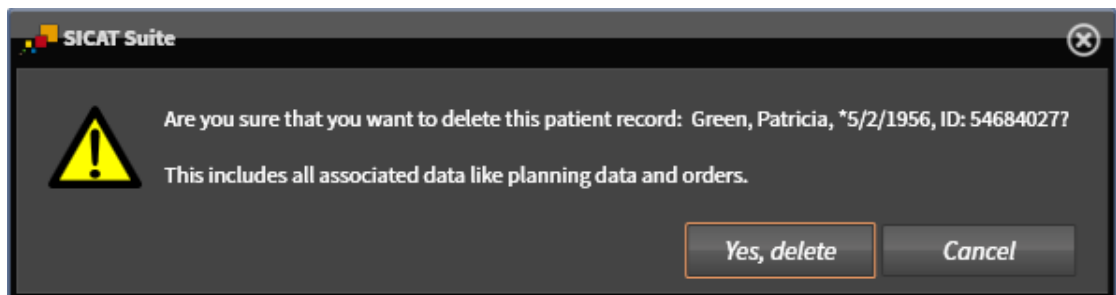 SICAT Suite
Are you sure that you want to delete this patient record: Green, Patricia, *5/2/1956, ID: 54684027?
This includes all associated data like planning data and orders.
Yes, delete
Cancel